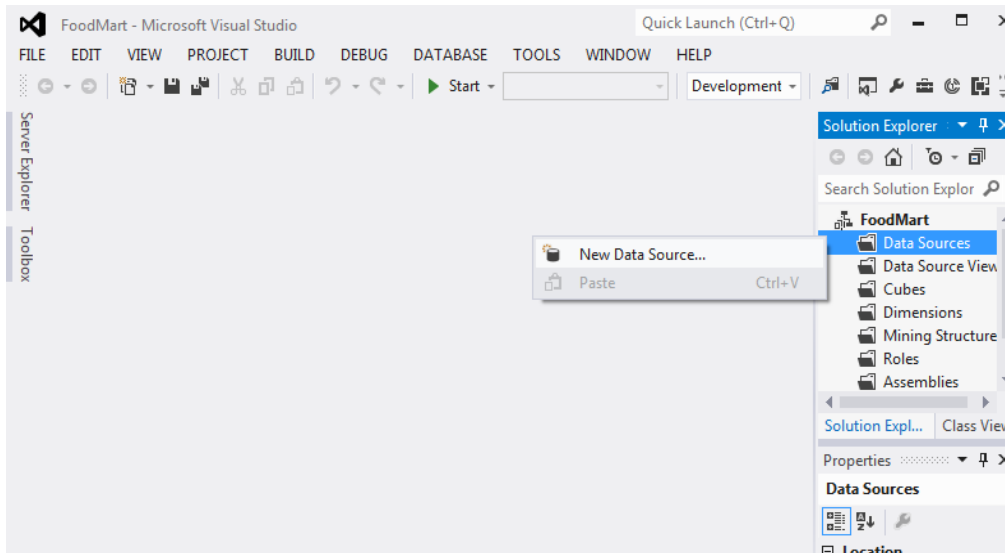 FoodMart - Microsoft Visual Studio
Quick Launch (Ctrl+Q)
FILE EDIT VIEW PROJECT BUILD DEBUG DATABASE TOOLS WINDOW HELP
Start
Development
Server Explorer
Toolbox
New Data Source...
Paste Ctrl+V
Solution Explorer
Search Solution Explor
FoodMart
Data Sources
Data Source View
Cubes
Dimensions
Mining Structure
Roles
Assemblies
Solution Expl... Class View
Properties
Data Sources
Location